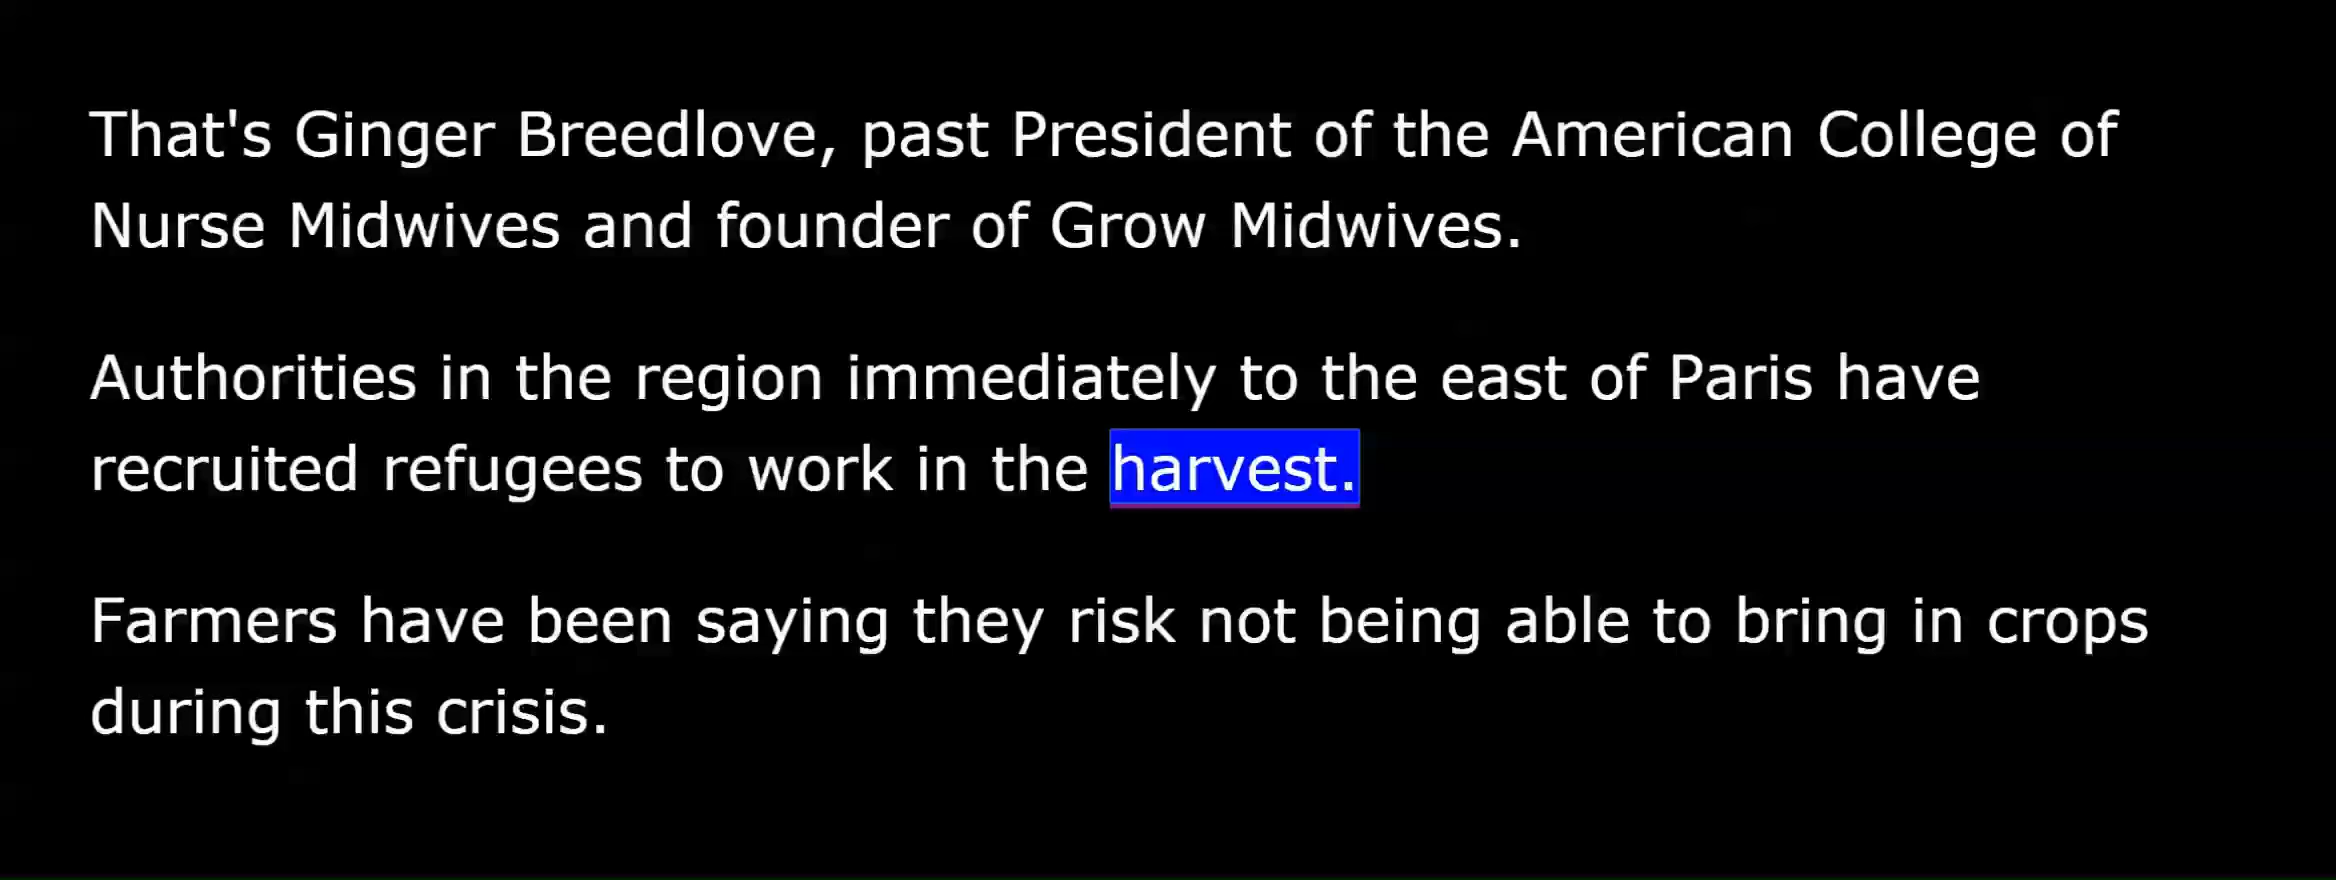 That's Ginger Breedlove, past President of the American College of
Nurse Midwives and founder of Grow Midwives.
Authorities in the region immediately to the east of Paris have
recruited refugees to work in the harvest.
Farmers have been saying they risk not being able to bring in crops
during this crisis.